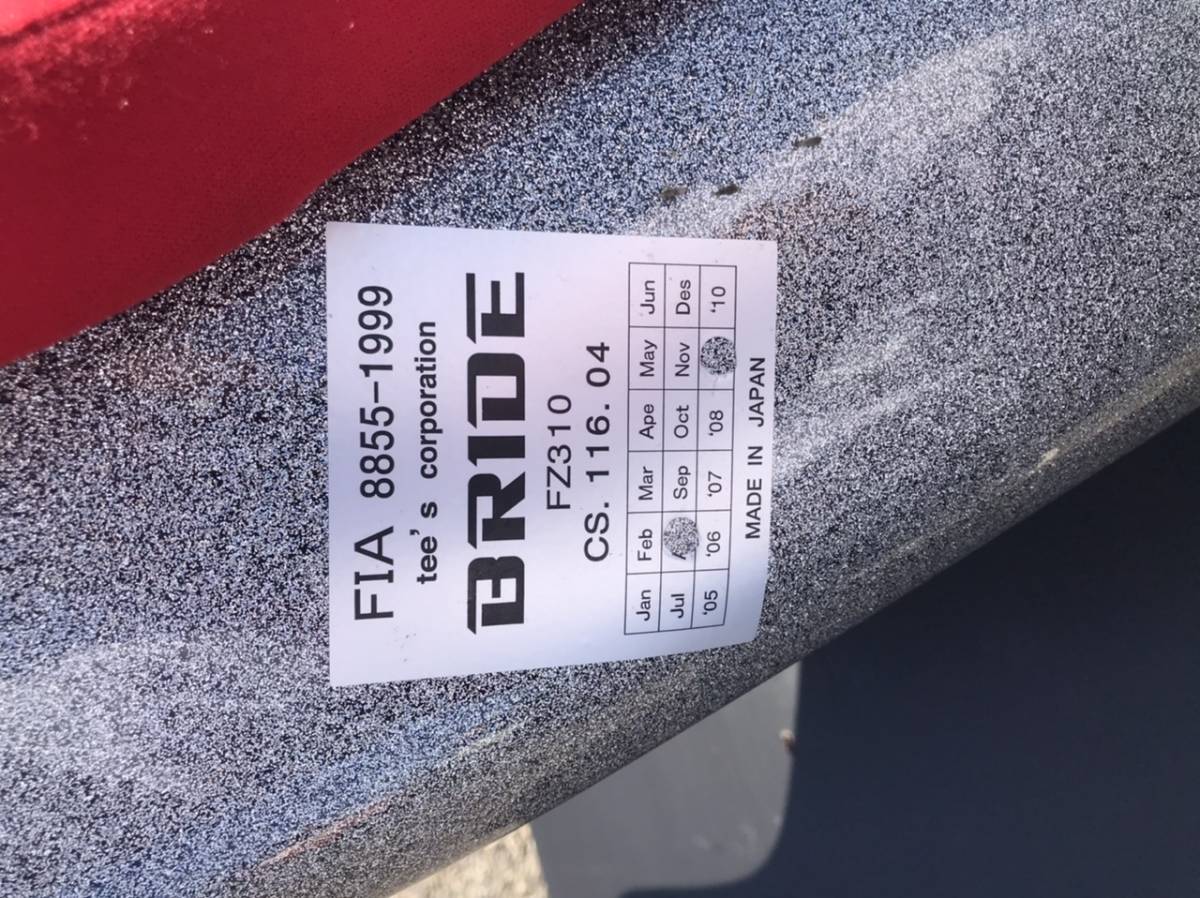 FIA 8855-1999
tee's corporation
BRIDE
FZ310
CS. 116. 04
Jan Feb Mar Ape May Jun
Jul Sep Oct Nov Des
'05 '06 '07 '08 '10
MADE IN JAPAN